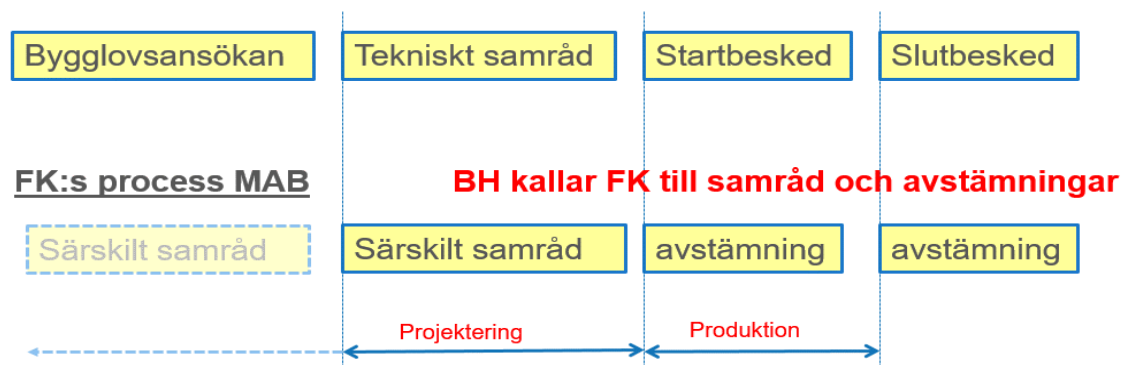 Bygglovsansökan Tekniskt samråd Startbesked Slutbesked
FK:s process MAB BH kallar FK till samråd och avstämningar
Särskilt samråd Särskilt samråd avstämning avstämning
Projektering Produktion